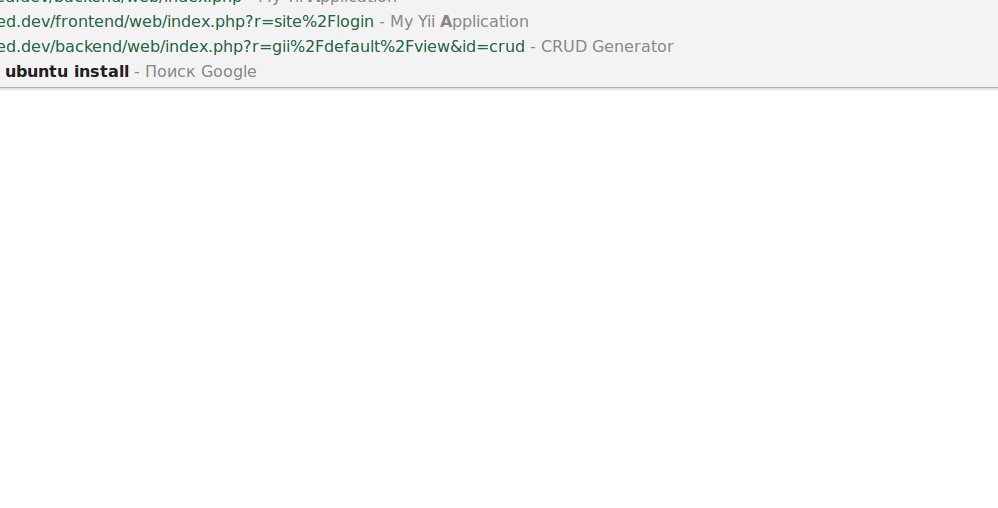 ed.dev/backend/web/index.php - My Yii Application
ed.dev/frontend/web/index.php?r=site%2Flogin - My Yii Application
ed.dev/backend/web/index.php?r=gii%2Fdefault%2Fview&id=crud - CRUD Generator
ubuntu install - Поиск Google